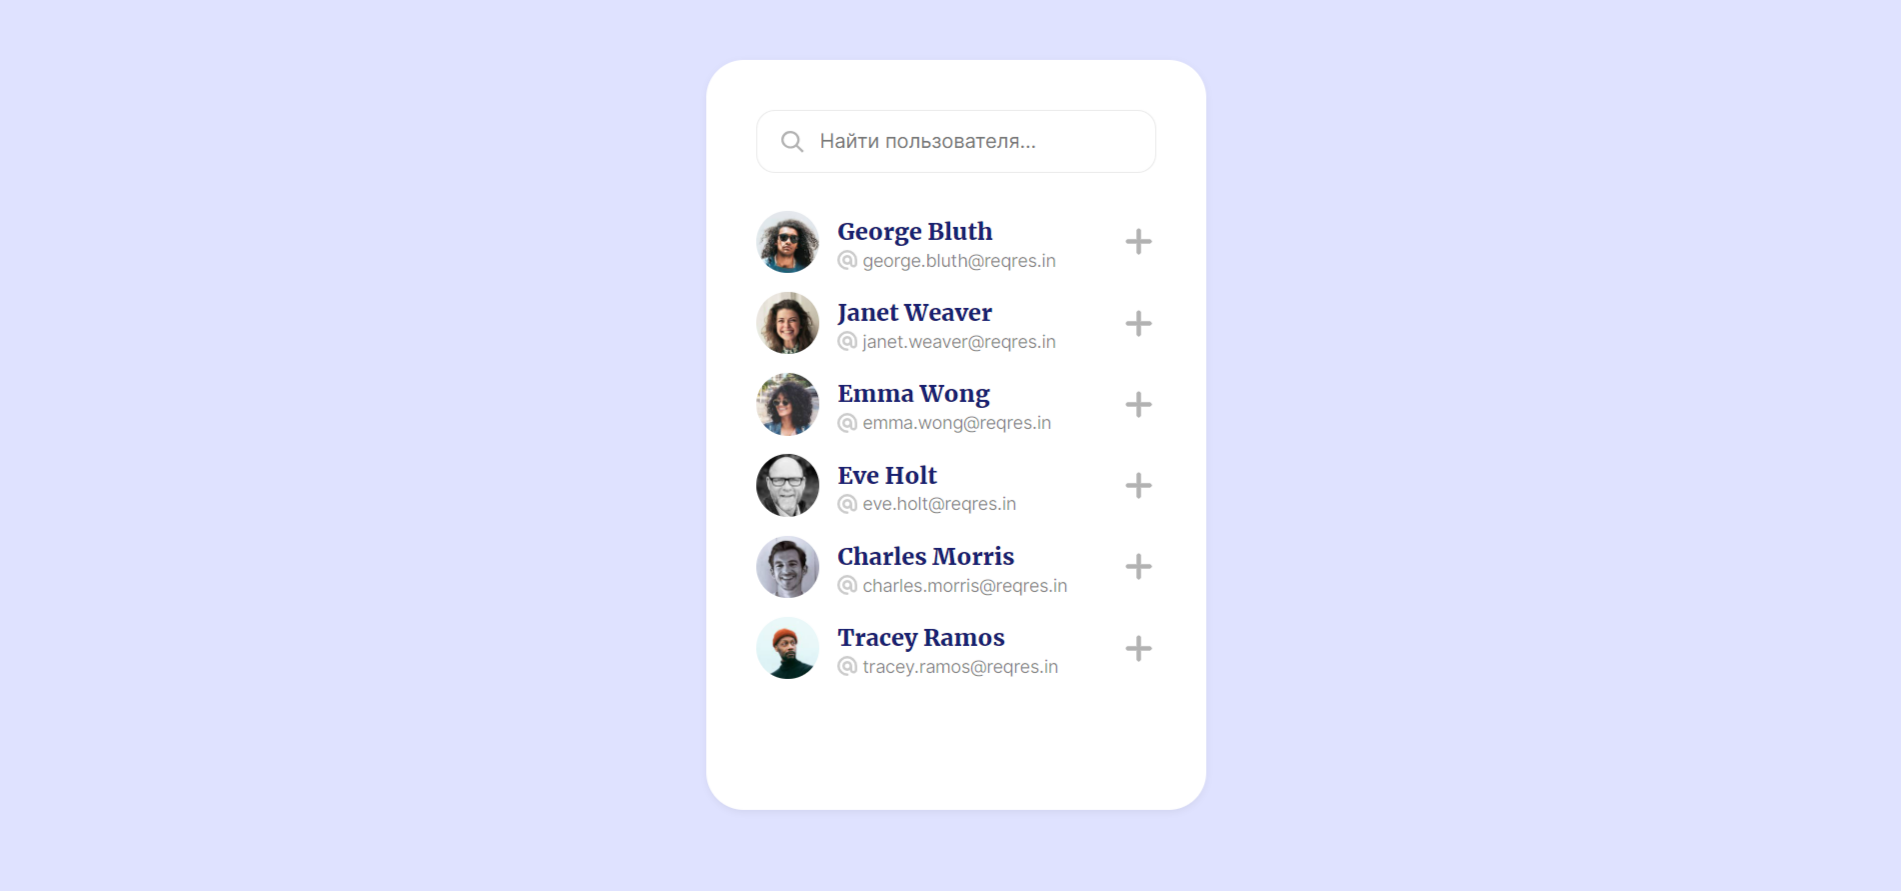 Найти пользователя...
George Bluth
george.bluth@reqres.in
Janet Weaver
janet.weaver@reqres.in
Emma Wong
emma.wong@reqres.in
Eve Holt
eve.holt@reqres.in
Charles Morris
charles.morris@reqres.in
Tracey Ramos
tracey.ramos@reqres.in